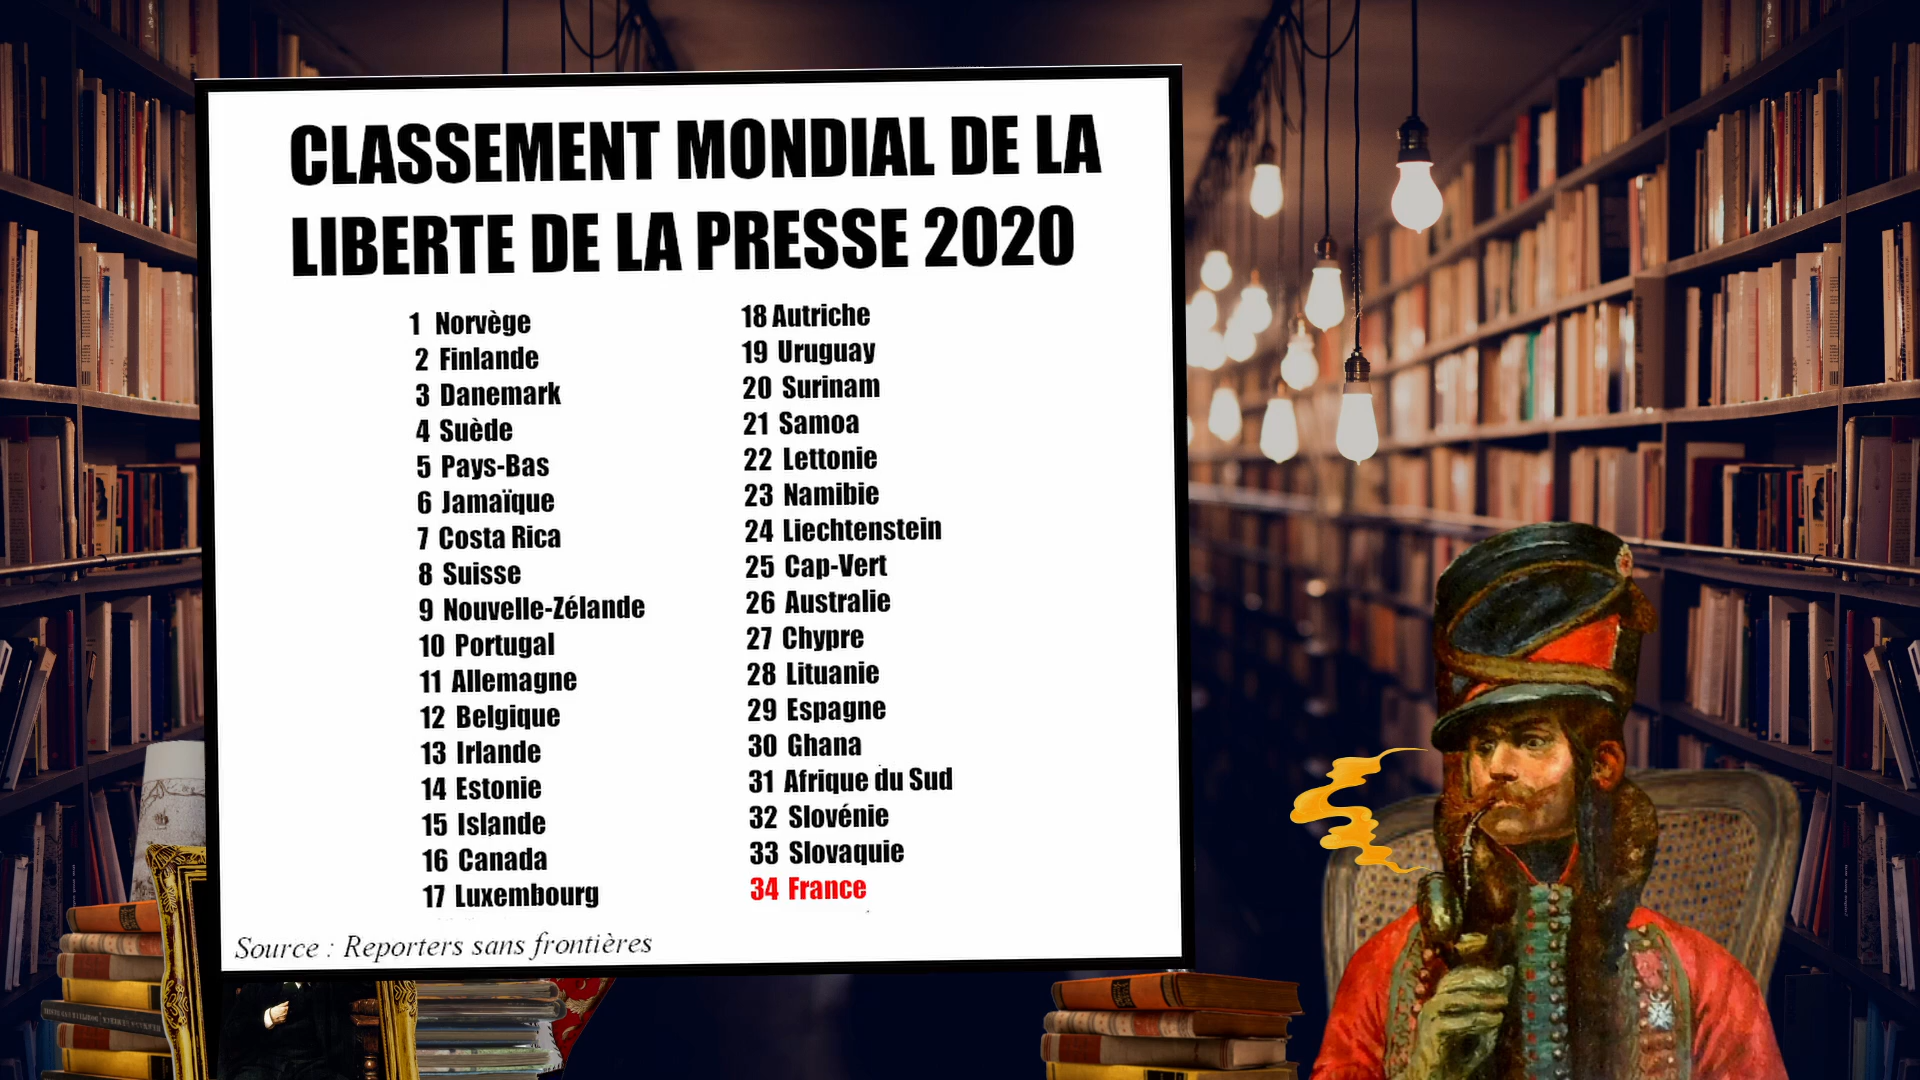 CLASSEMENT MONDIAL DE LA
LIBERTE DE LA PRESSE 2020
1 Norvège
2 Finlande
3 Danemark
4 Suède
5 Pays-Bas
6 Jamaïque
7 Costa Rica
8 Suisse
9 Nouvelle-Zélande
10 Portugal
11 Allemagne
12 Belgique
13 Irlande
14 Estonie
15 Islande
16 Canada
17 Luxembourg
18 Autriche
19 Uruguay
20 Surinam
21 Samoa
22 Lettonie
23 Namibie
24 Liechtenstein
25 Cap-Vert
26 Australie
27 Chypre
28 Lituanie
29 Espagne
30 Ghana
31 Afrique du Sud
32 Slovénie
33 Slovaquie
34 France
Source : Reporters sans frontières